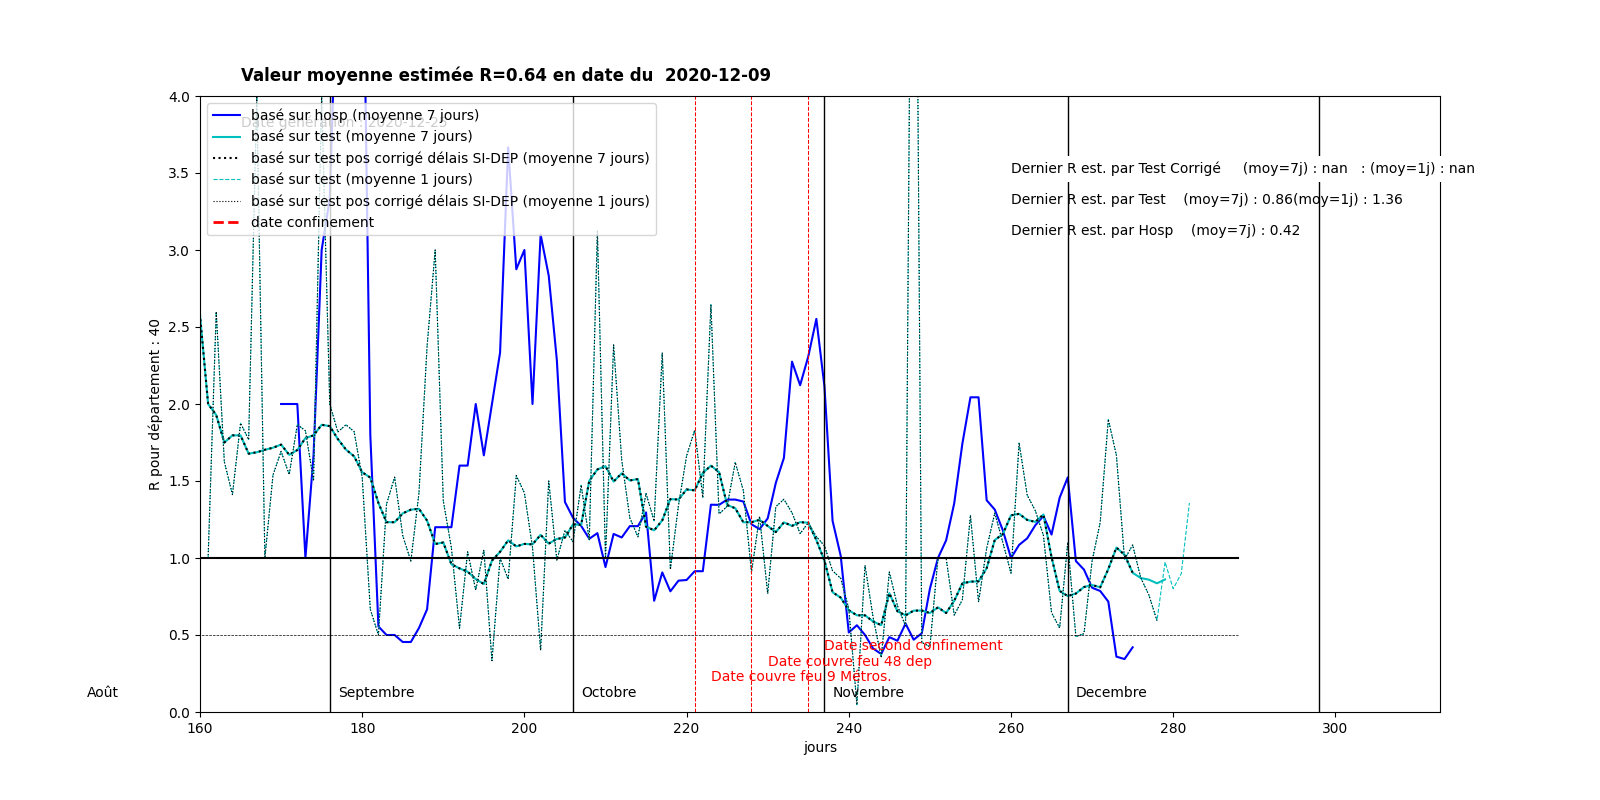 Valeur moyenne estimée R=0.64 en date du  2020-12-09
basé sur hosp (moyenne 7 jours)
basé sur test (moyenne 7 jours)
basé sur test pos corrigé délais SI-DEP (moyenne 7 jours)
basé sur test (moyenne 1 jours)
basé sur test pos corrigé délais SI-DEP (moyenne 1 jours)
date confinement
Dernier R est. par Test Corrigé (moy=7j) : nan : (moy=1j) : nan
Dernier R est. par Test (moy=7j) : 0.86(moy=1j) : 1.36
Dernier R est. par Hosp (moy=7j) : 0.42
R pour département : 40
4.0
3.5
3.0
2.5
2.0
1.5
1.0
0.5
0.0
Date second confinement
Date couvre feu 48 dep
Date couvre feu 9 Métros.
Août
Septembre
Octobre
Novembre
Decembre
160
180
200
220
240
260
280
300
jours